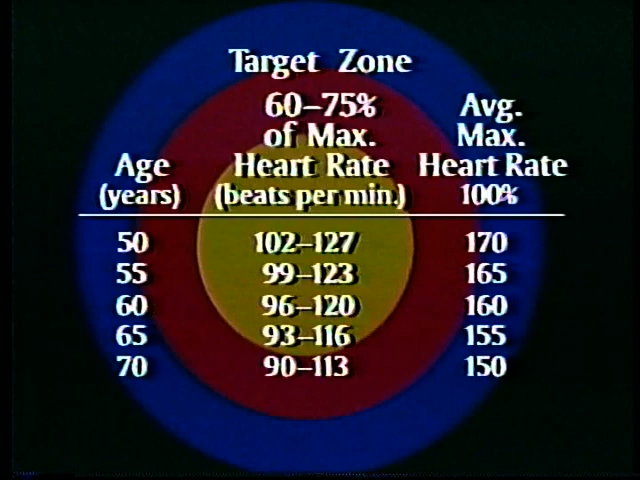 Target Zone
60–75% Avg.
of Max. Max.
Age Heart Rate Heart Rate
(years) (beats per min.) 100%
50 102–127 170
55 99–123 165
60 96–120 160
65 93–116 155
70 90–113 150